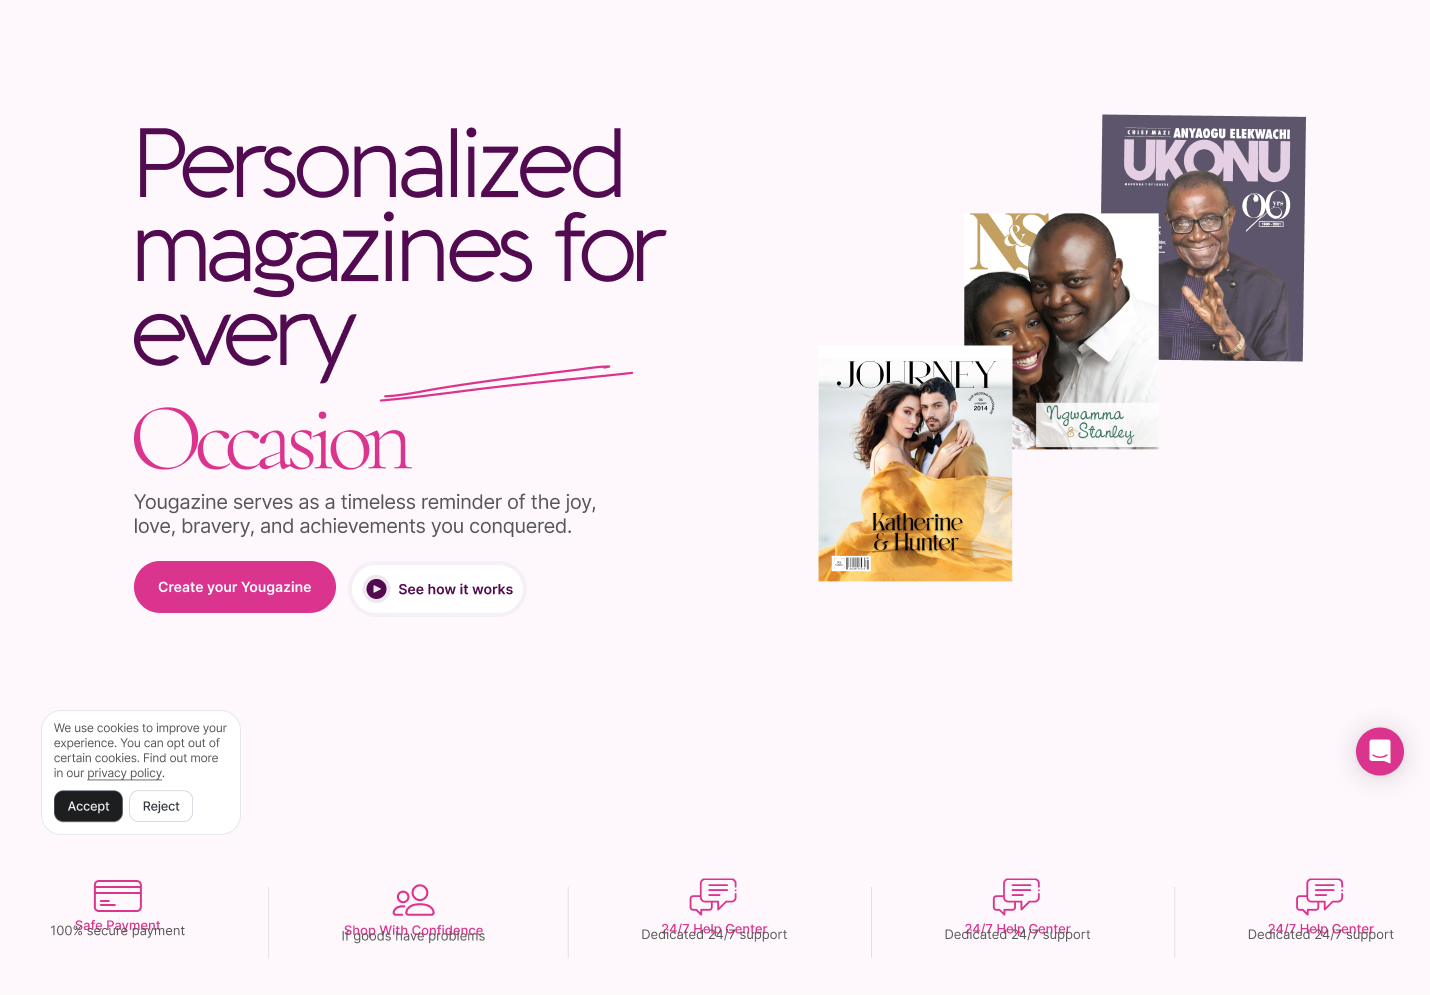 Personalized
magazines for
every
Occasion
Yougazine serves as a timeless reminder of the joy,
love, bravery, and achievements you conquered.
Create your Yougazine
See how it works
CHIEF MAZI ANYAOGU ELEKWACHI
UKONU
90 yrs
N&S
Ngwamma
& Stanley
JOURNEY
2014
Katherine
& Hunter
We use cookies to improve your
experience. You can opt out of
certain cookies. Find out more
in our privacy policy.
Accept
Reject
Safe Payment
100% secure payment
Shop With Confidence
If goods have problems
24/7 Help Center
Dedicated 24/7 support
24/7 Help Center
Dedicated 24/7 support
24/7 Help Center
Dedicated 24/7 support